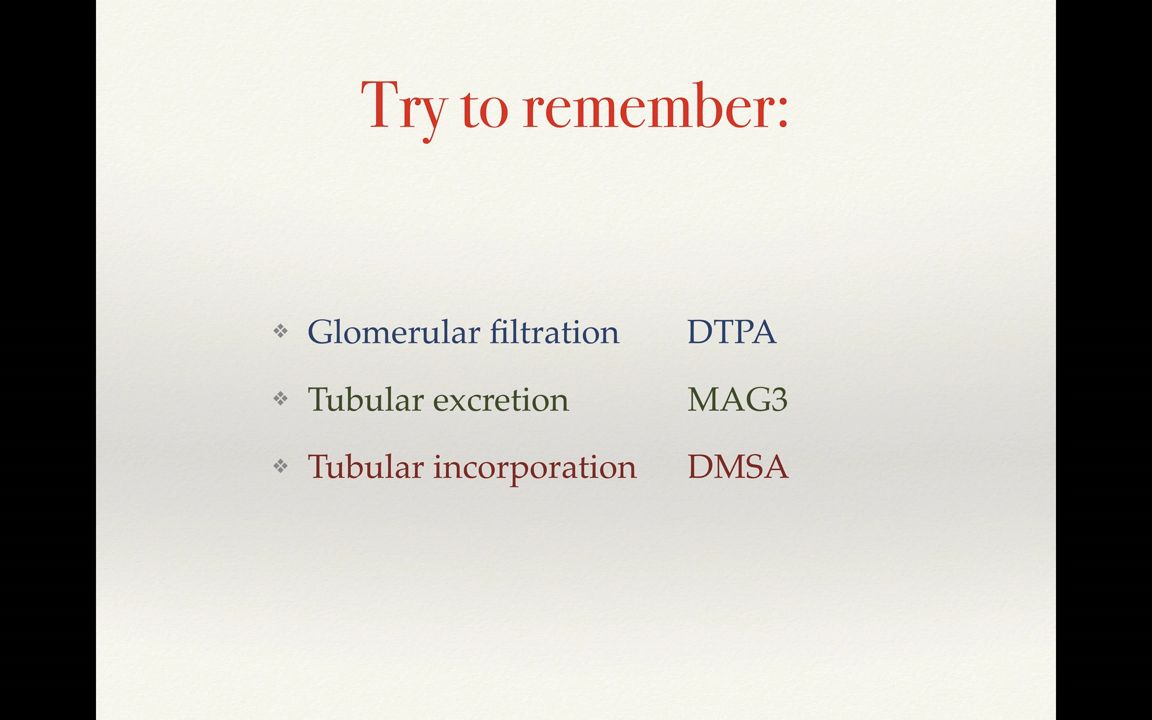 Try to remember:
❖ Glomerular filtration DTPA
❖ Tubular excretion MAG3
❖ Tubular incorporation DMSA